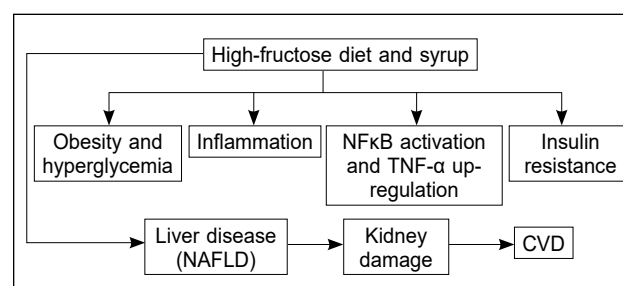 High-fructose diet and syrup
Obesity and
hyperglycemia
Inflammation
NFκB activation
and TNF-α up-
regulation
Insulin
resistance
Liver disease
(NAFLD)
Kidney
damage
CVD